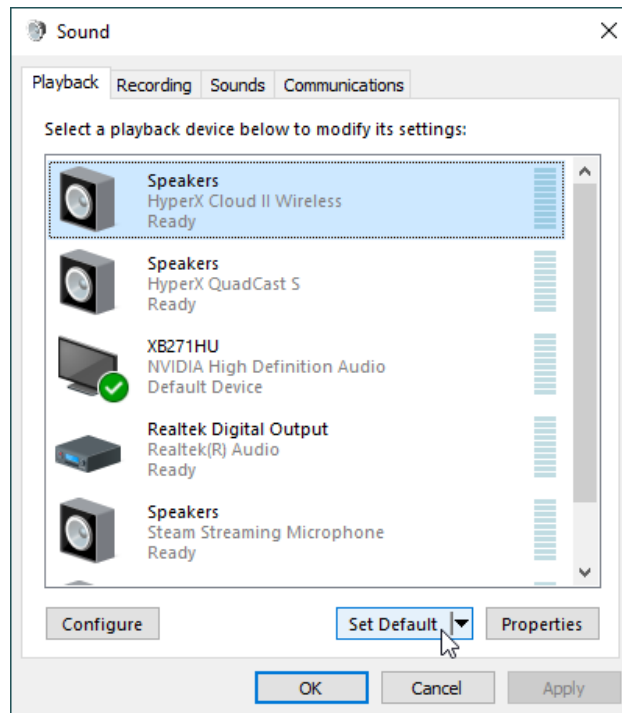 Sound
Playback Recording Sounds Communications
Select a playback device below to modify its settings:
Speakers
HyperX Cloud II Wireless
Ready
Speakers
HyperX QuadCast S
Ready
XB271HU
NVIDIA High Definition Audio
Default Device
Realtek Digital Output
Realtek(R) Audio
Ready
Speakers
Steam Streaming Microphone
Ready
Configure Set Default Properties
OK Cancel Apply